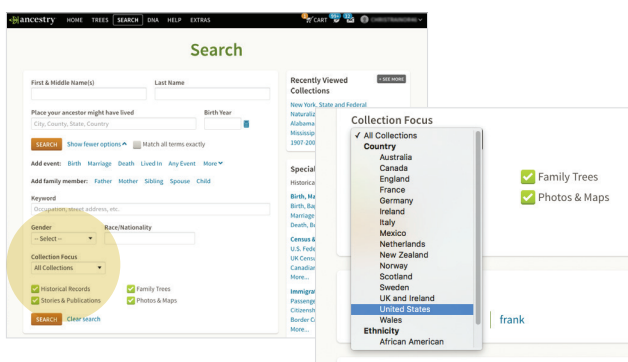 ancestry HOME TREES SEARCH DNA HELP EXTRAS CART 99+
Search
First & Middle Name(s) Last Name
Place your ancestor might have lived Birth Year
City, County, State, Country
SEARCH Show fewer options Match all terms exactly
Add event: Birth Marriage Death Lived In Any Event More
Add family member: Father Mother Sibling Spouse Child
Keyword
Occupation, street address, etc.
Gender Race/Nationality
-- Select --
Collection Focus
All Collections
Historical Records Family Trees
Stories & Publications Photos & Maps
SEARCH Clear search
Recently Viewed
Collections
SEE MORE
New York, State and Federal
Naturaliz
Alabama
Mississip
1907-200
Special
Historica
Birth, Ma
Birth, Bap
Marriage
Death, Bu
Census &
U.S. Fede
UK Censu
Canadian
More...
Immigrat
Passenge
Citizensh
Border C
More...
Collection Focus
✓ All Collections
Country
Australia
Canada
England
France
Germany
Ireland
Italy
Mexico
Netherlands
New Zealand
Norway
Scotland
Sweden
UK and Ireland
United States
Wales
Ethnicity
African American
Family Trees
Photos & Maps
frank